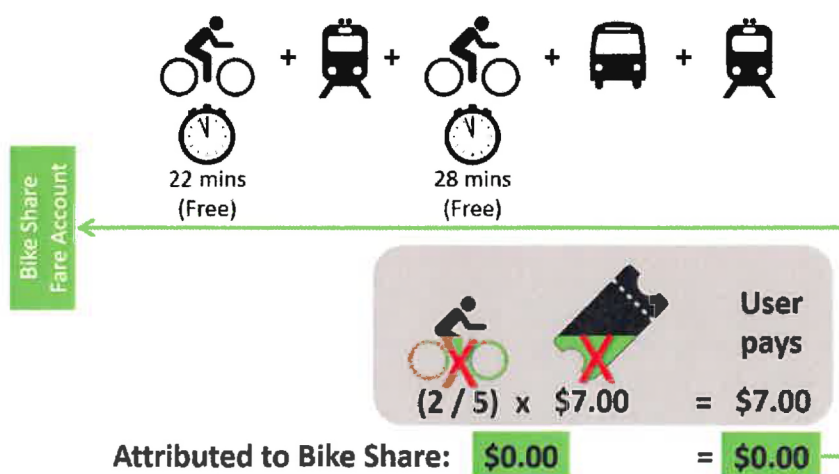 + + + +
22 mins
(Free)
28 mins
(Free)
Bike Share
Fare Account
User
pays
(2 / 5) x $7.00 = $7.00
Attributed to Bike Share: $0.00 = $0.00